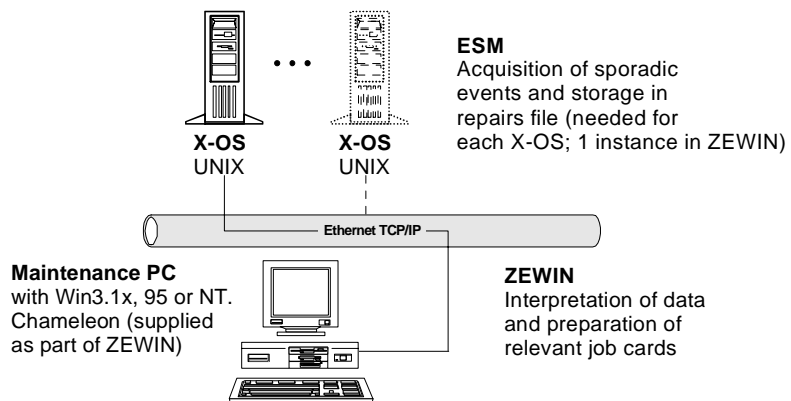 ESM
Acquisition of sporadic
events and storage in
repairs file (needed for
each X-OS; 1 instance in ZEWIN)
X-OS
UNIX
X-OS
UNIX
Ethernet TCP/IP
Maintenance PC
with Win3.1x, 95 or NT.
Chameleon (supplied
as part of ZEWIN)
ZEWIN
Interpretation of data
and preparation of
relevant job cards